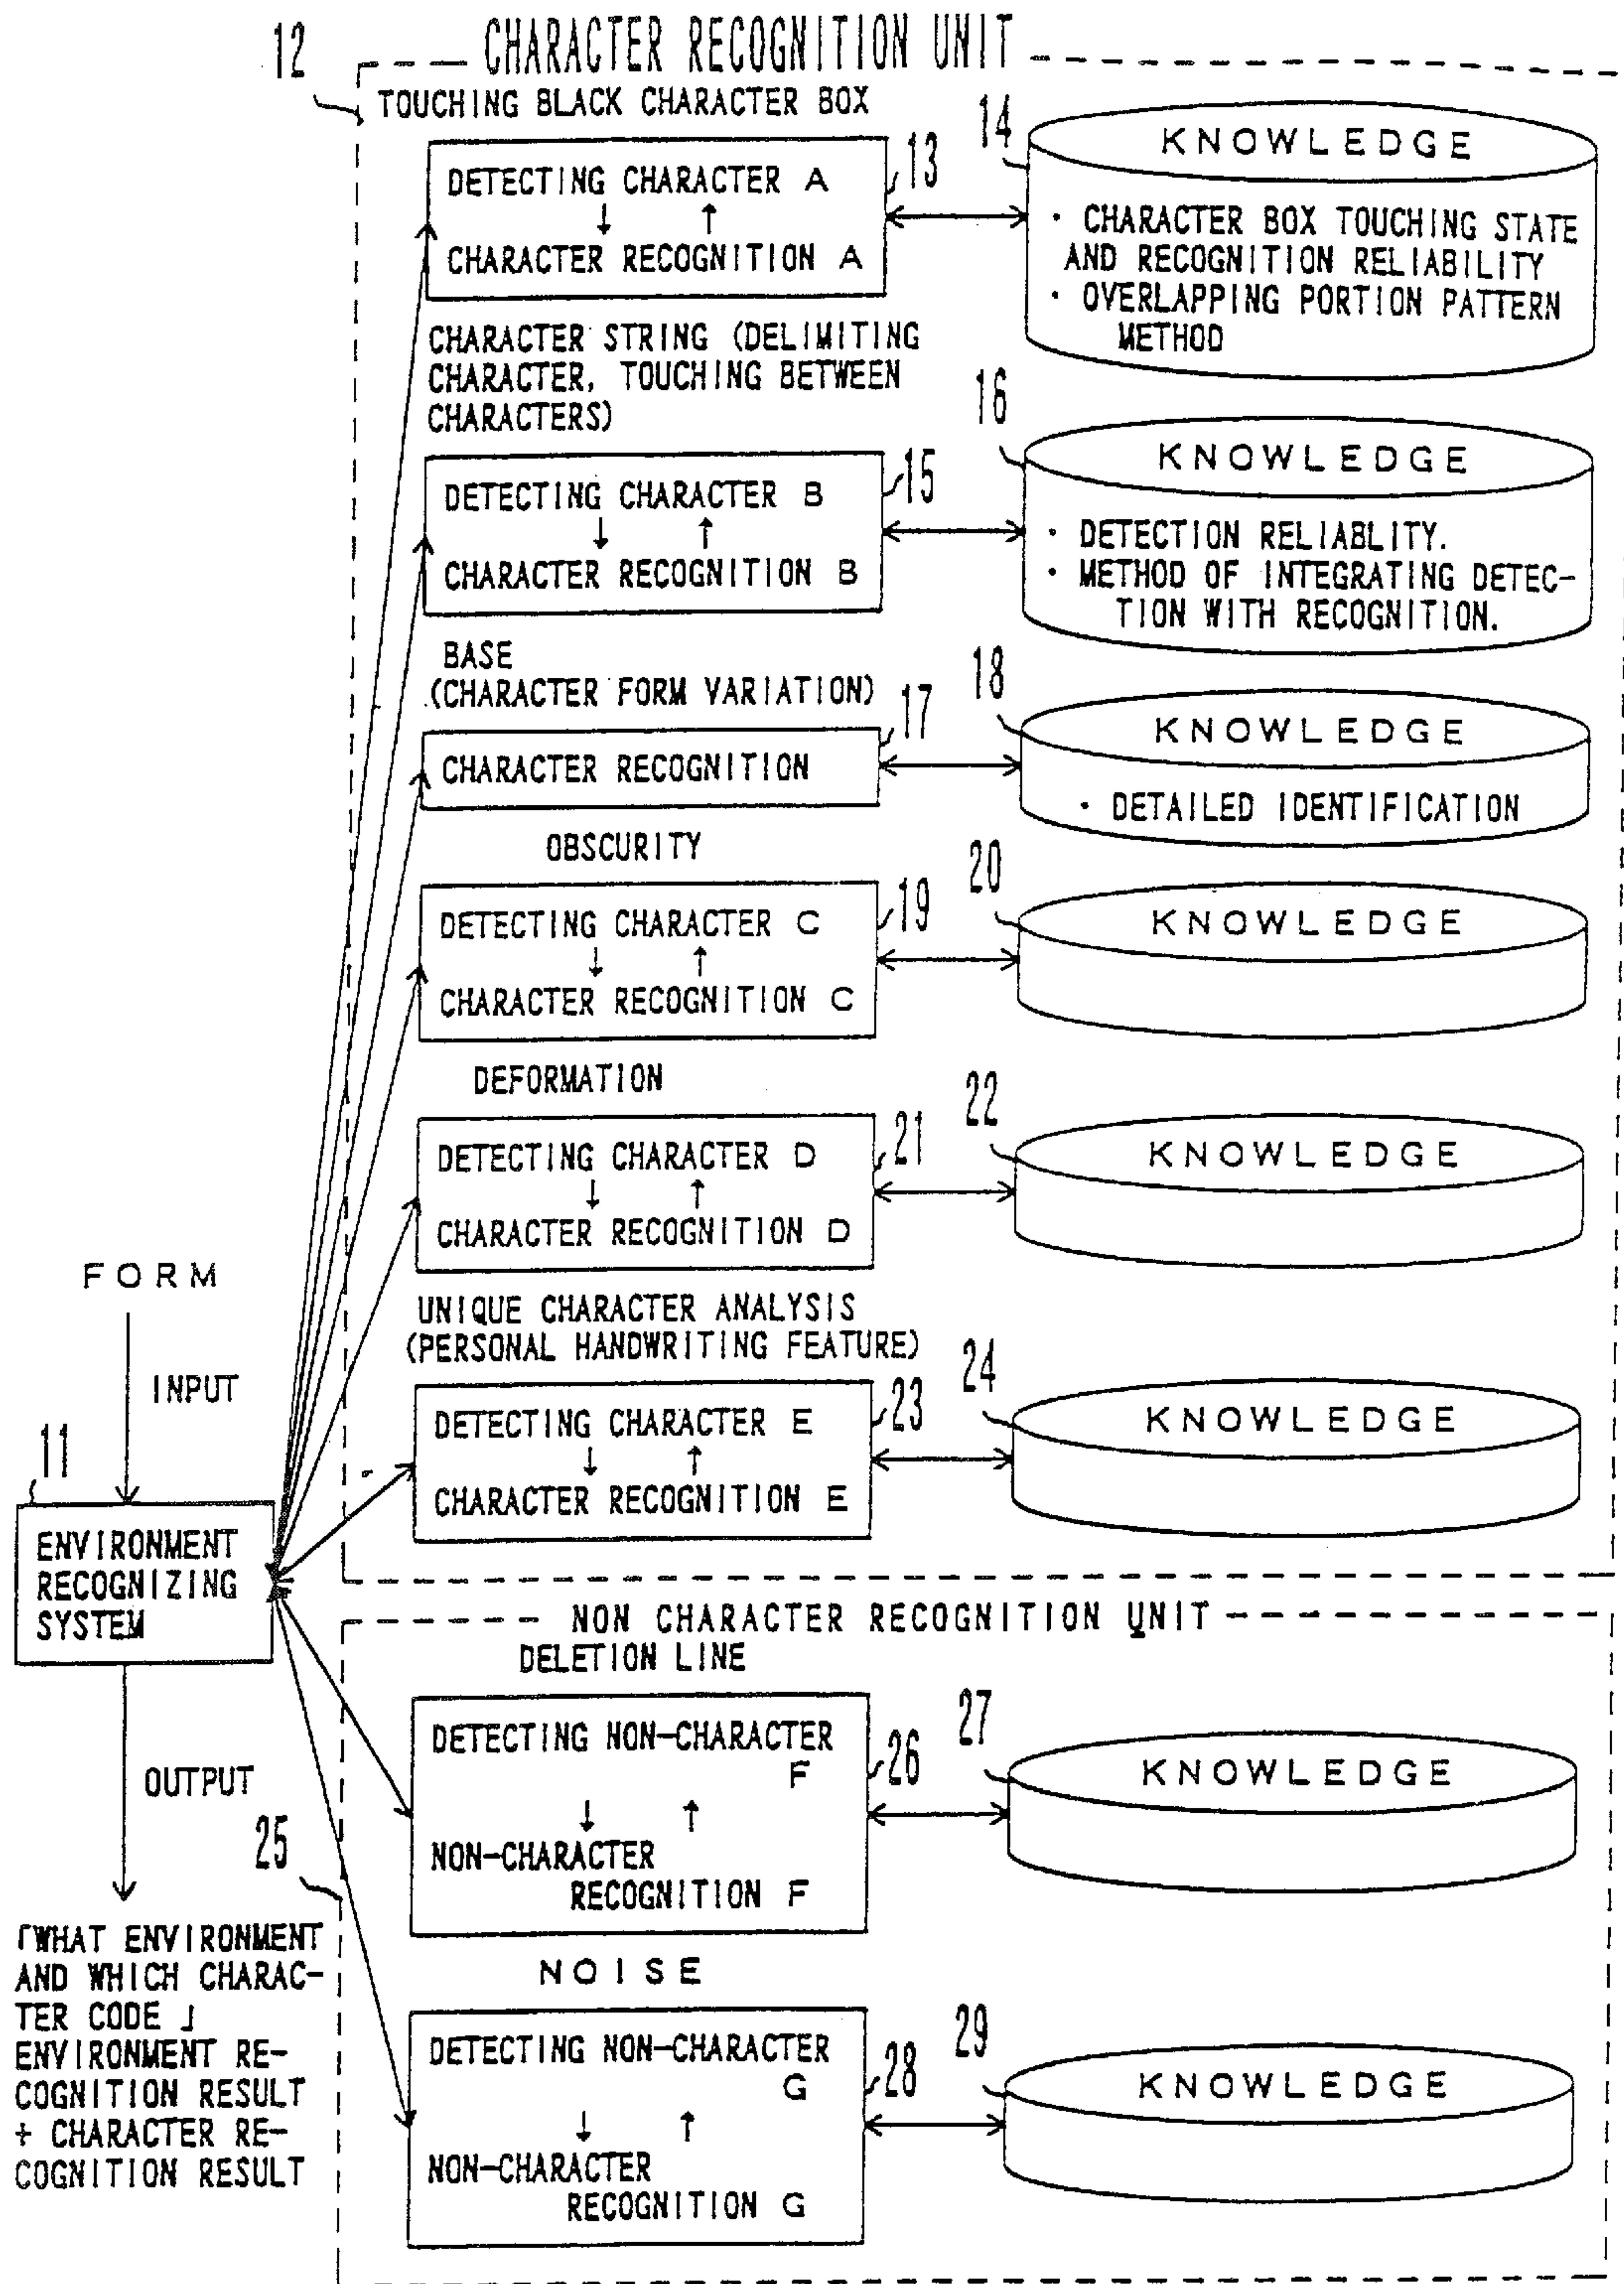 12
CHARACTER RECOGNITION UNIT
TOUCHING BLACK CHARACTER BOX
DETECTING CHARACTER A
↓ ↑
CHARACTER RECOGNITION A
13
14
KNOWLEDGE
・ CHARACTER BOX TOUCHING STATE
AND RECOGNITION RELIABILITY
・ OVERLAPPING PORTION PATTERN
METHOD
CHARACTER STRING (DELIMITING
CHARACTER, TOUCHING BETWEEN
CHARACTERS)
DETECTING CHARACTER B
↓ ↑
CHARACTER RECOGNITION B
15
16
KNOWLEDGE
・ DETECTION RELIABLITY.
・ METHOD OF INTEGRATING DETEC-
TION WITH RECOGNITION.
BASE
(CHARACTER FORM VARIATION)
CHARACTER RECOGNITION
17
18
KNOWLEDGE
・ DETAILED IDENTIFICATION
OBSCURITY
DETECTING CHARACTER C
↓ ↑
CHARACTER RECOGNITION C
19
20
KNOWLEDGE
DEFORMATION
DETECTING CHARACTER D
↓ ↑
CHARACTER RECOGNITION D
21
22
KNOWLEDGE
UNIQUE CHARACTER ANALYSIS
(PERSONAL HANDWRITING FEATURE)
DETECTING CHARACTER E
↓ ↑
CHARACTER RECOGNITION E
23
24
KNOWLEDGE
FORM
INPUT
11
ENVIRONMENT
RECOGNIZING
SYSTEM
OUTPUT
「WHAT ENVIRONMENT
AND WHICH CHARAC-
TER CODE」
ENVIRONMENT RE-
COGNITION RESULT
+ CHARACTER RE-
COGNITION RESULT
25
NON CHARACTER RECOGNITION UNIT
DELETION LINE
DETECTING NON-CHARACTER
F
↓ ↑
NON-CHARACTER
RECOGNITION F
26
27
KNOWLEDGE
NOISE
DETECTING NON-CHARACTER
G
↓ ↑
NON-CHARACTER
RECOGNITION G
28
29
KNOWLEDGE